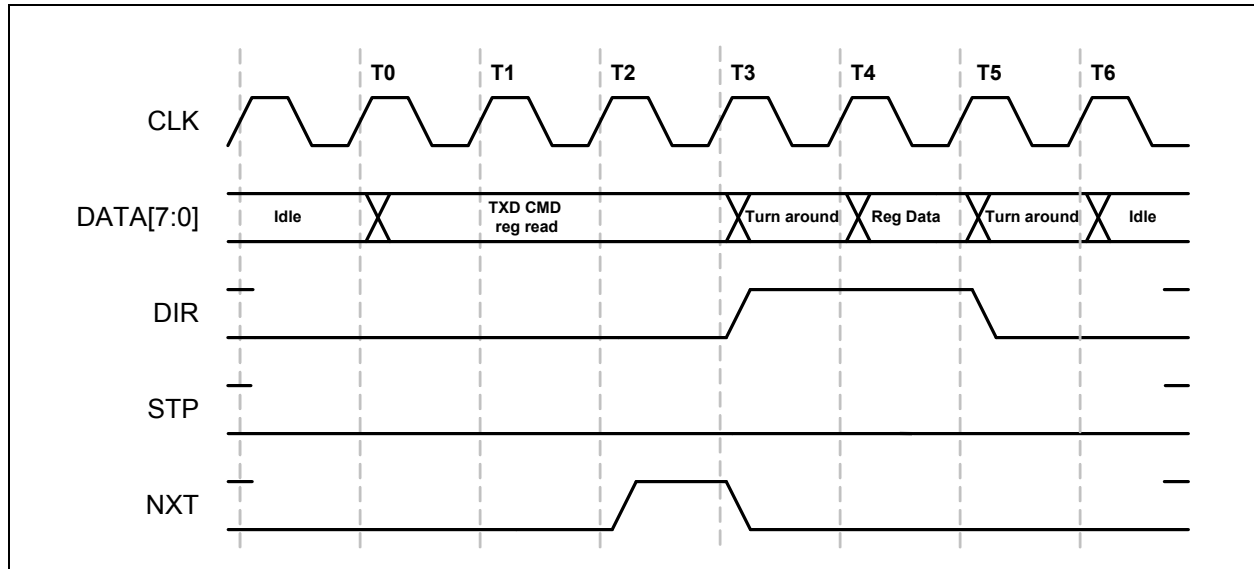 T0 T1 T2 T3 T4 T5 T6
CLK
DATA[7:0] Idle TXD CMD Turn around Reg Data Turn around Idle
reg read
DIR
STP
NXT